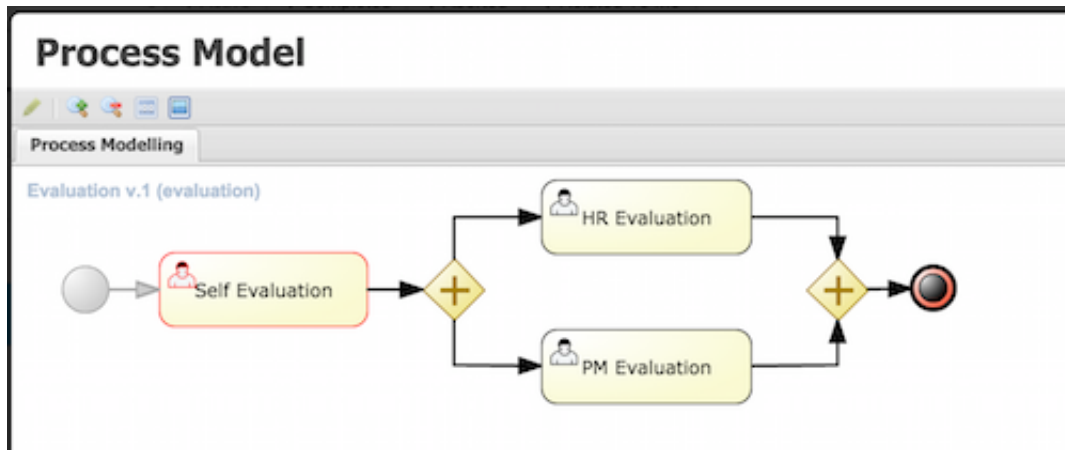 Process Model
Process Modelling
Evaluation v.1 (evaluation)
HR Evaluation
Self Evaluation
PM Evaluation